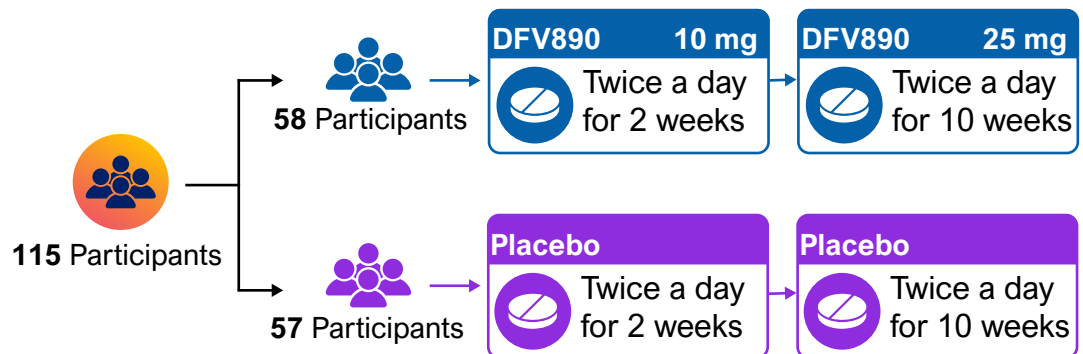 DFV890 10 mg
Twice a day
for 2 weeks
DFV890 25 mg
Twice a day
for 10 weeks
58 Participants
115 Participants
Placebo
Twice a day
for 2 weeks
Placebo
Twice a day
for 10 weeks
57 Participants